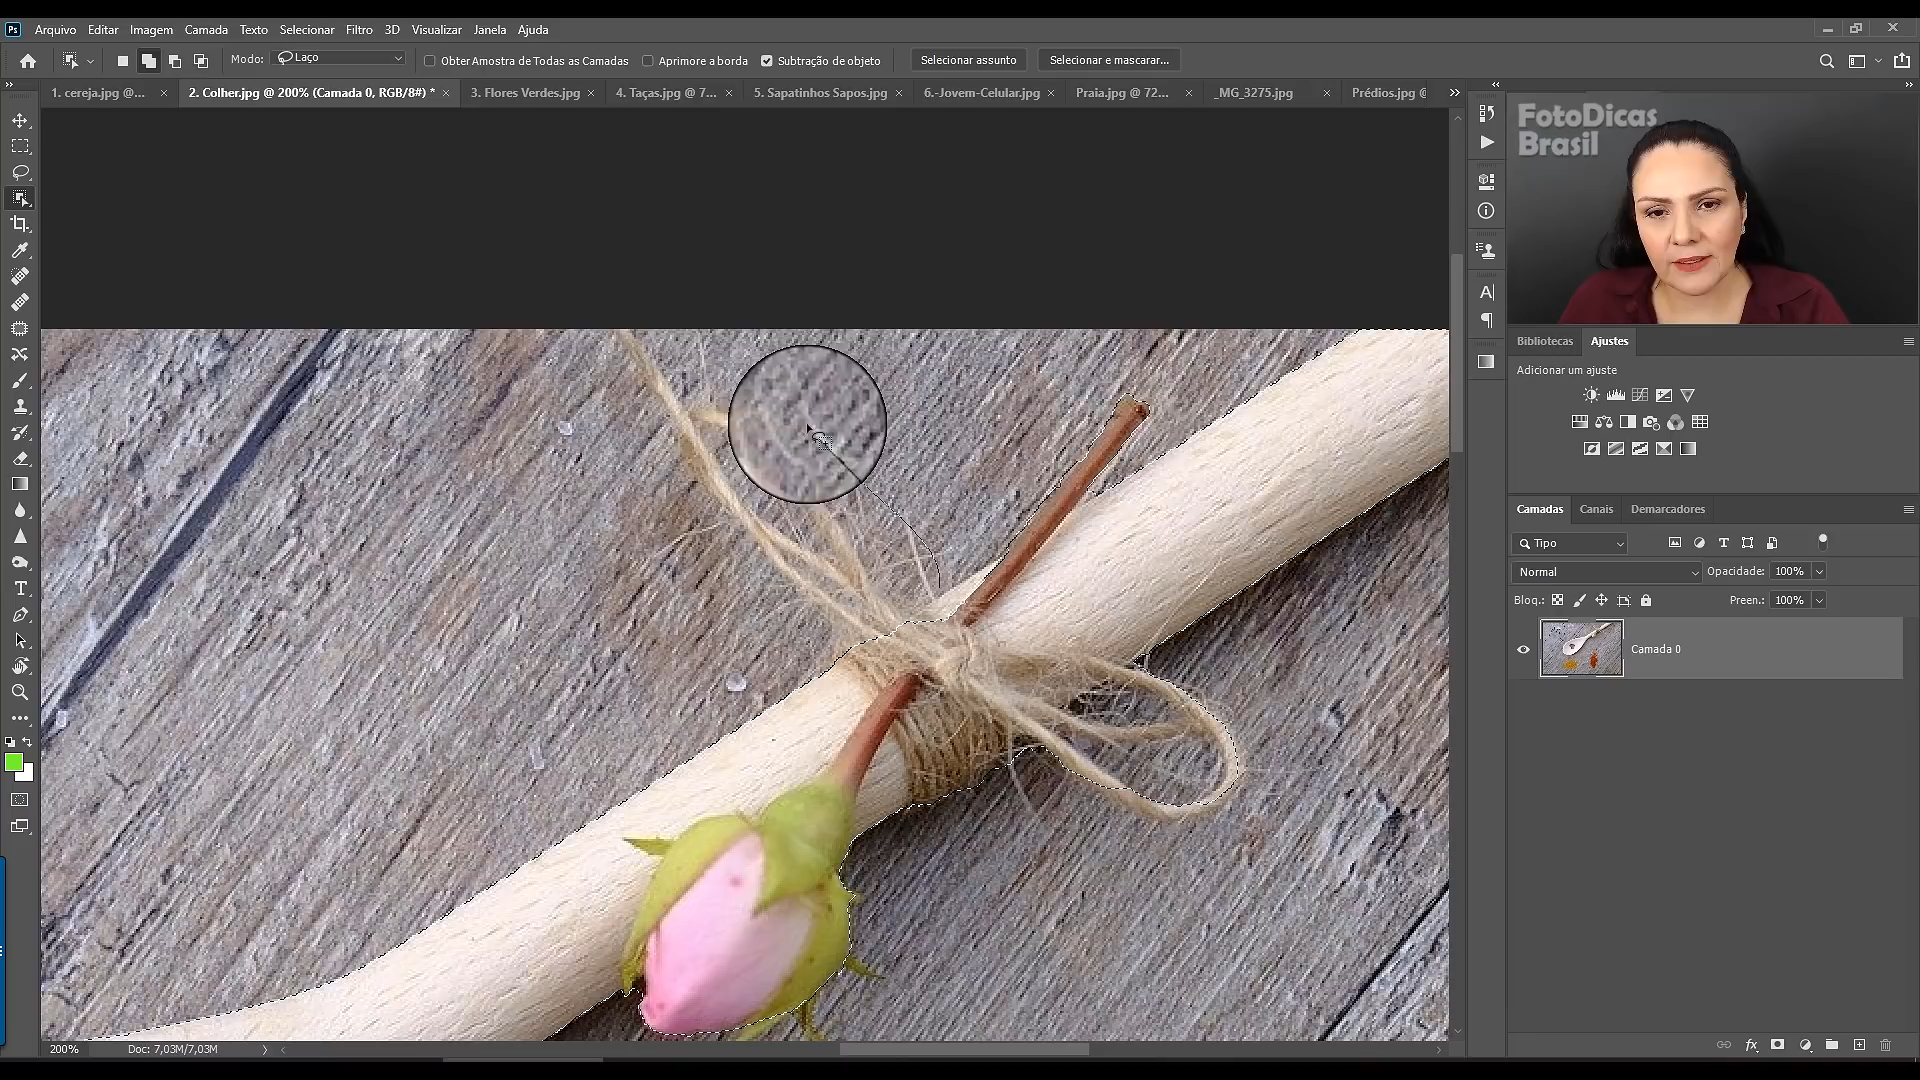 Ps Arquivo Editar Imagem Camada Texto Selecionar Filtro 3D Visualizar Janela Ajuda
Modo: Laço Obter Amostra de Todas as Camadas Aprimore a borda Subtração de objeto Selecionar assunto Selecionar e mascarar...
1. cereja.jpg @... × 2. Colher.jpg @ 200% (Camada 0, RGB/8#) * × 3. Flores Verdes.jpg × 4. Taças.jpg @ 7... × 5. Sapatinhos Sapos.jpg × 6.-Jovem-Celular.jpg × Praia.jpg @ 72... × _MG_3275.jpg × Prédios.jpg @
FotoDicas
Brasil
Bibliotecas Ajustes
Adicionar um ajuste
Camadas Canais Demarcadores
Tipo
Normal Opacidade: 100%
Bloq.: Preen.: 100%
Camada 0
200% Doc: 7,03M/7,03M